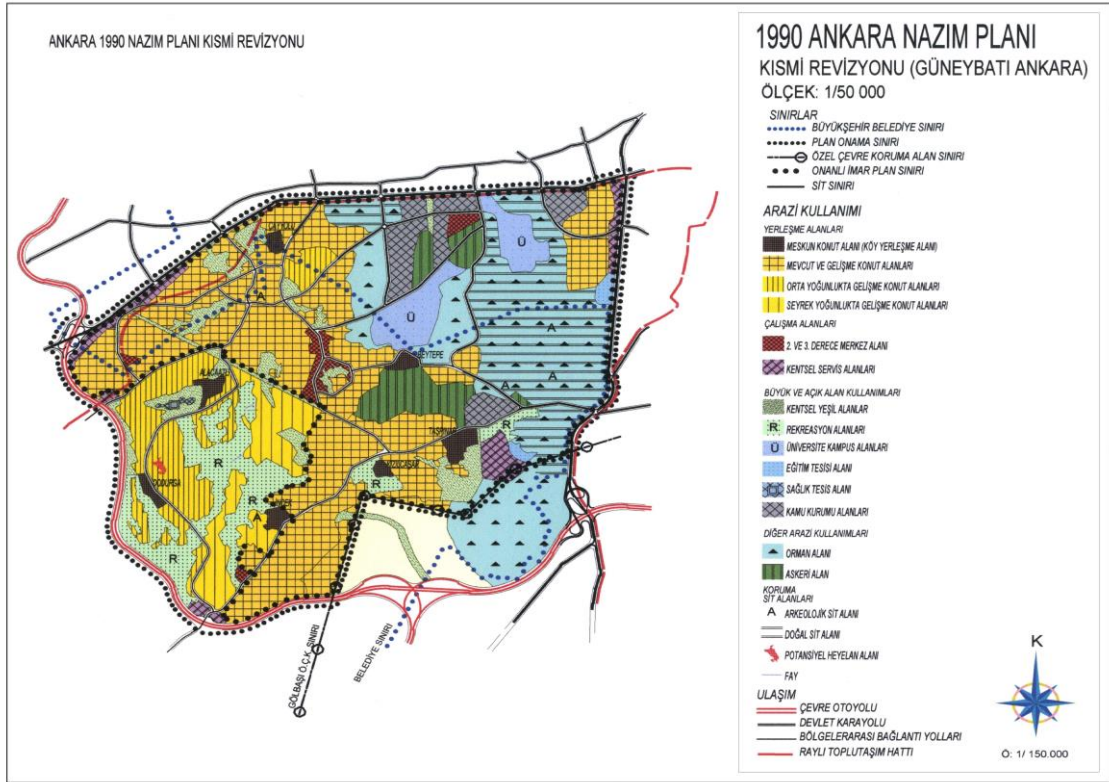 ANKARA 1990 NAZIM PLANI KISMİ REVİZYONU
BEYTEPE
ALACAATLI
TAŞPINAR
DODURGA
Ü
Ü
A
A
A
A
A
R
R
R
R
R
R
GÖLBAŞI Ö.Ç.K. SINIRI
BELEDİYE SINIRI
1990 ANKARA NAZIM PLANI
KISMİ REVİZYONU (GÜNEYBATI ANKARA)
ÖLÇEK: 1/50 000
SINIRLAR
BÜYÜKŞEHİR BELEDİYE SINIRI
PLAN ONAMA SINIRI
ÖZEL ÇEVRE KORUMA ALAN SINIRI
ONANLI İMAR PLAN SINIRI
SİT SINIRI
ARAZİ KULLANIMI
YERLEŞME ALANLARI
MESKUN KONUT ALANI (KÖY YERLEŞME ALANI)
MEVCUT VE GELİŞME KONUT ALANLARI
ORTA YOĞUNLUKTA GELİŞME KONUT ALANLARI
SEYREK YOĞUNLUKTA GELİŞME KONUT ALANLARI
ÇALIŞMA ALANLARI
2. VE 3. DERECE MERKEZ ALANI
KENTSEL SERVİS ALANLARI
BÜYÜK VE AÇIK ALAN KULLANIMLARI
KENTSEL YEŞİL ALANLAR
R REKREASYON ALANLARI
Ü ÜNİVERSİTE KAMPUS ALANLARI
EĞİTİM TESİSİ ALANI
SAĞLIK TESİS ALANI
KAMU KURUMU ALANLARI
DİĞER ARAZİ KULLANIMLARI
ORMAN ALANI
ASKERİ ALAN
KORUMA
SİT ALANLARI
A ARKEOLOJİK SİT ALANI
DOĞAL SİT ALANI
POTANSİYEL HEYELAN ALANI
FAY
ULAŞIM
ÇEVRE OTOYOLU
DEVLET KARAYOLU
BÖLGELERARASI BAĞLANTI YOLLARI
RAYLI TOPLUTAŞIM HATTI
K
Ö: 1/ 150.000